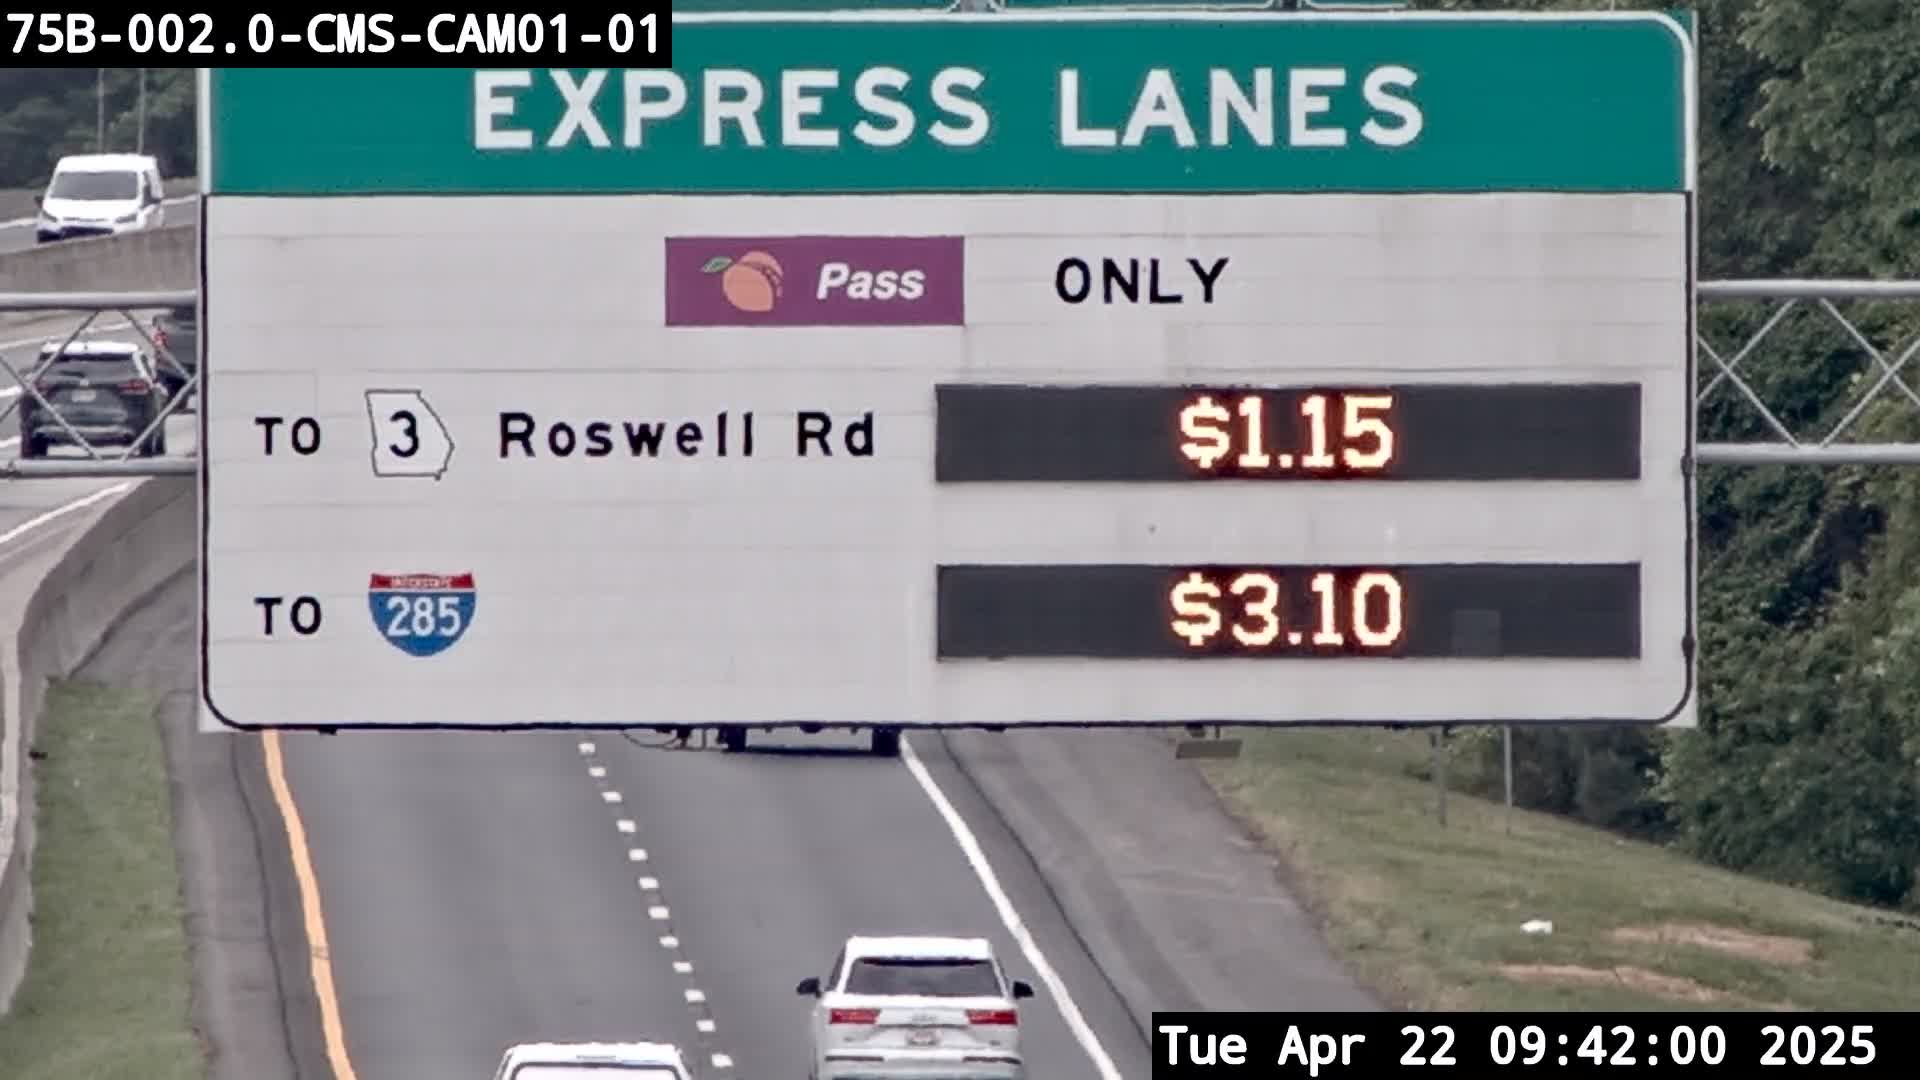 75B-002.0-CMS-CAM01-01
EXPRESS LANES
Pass ONLY
TO 3 Roswell Rd $1.15
TO INTERSTATE 285 $3.10
Tue Apr 22 09:42:00 2025